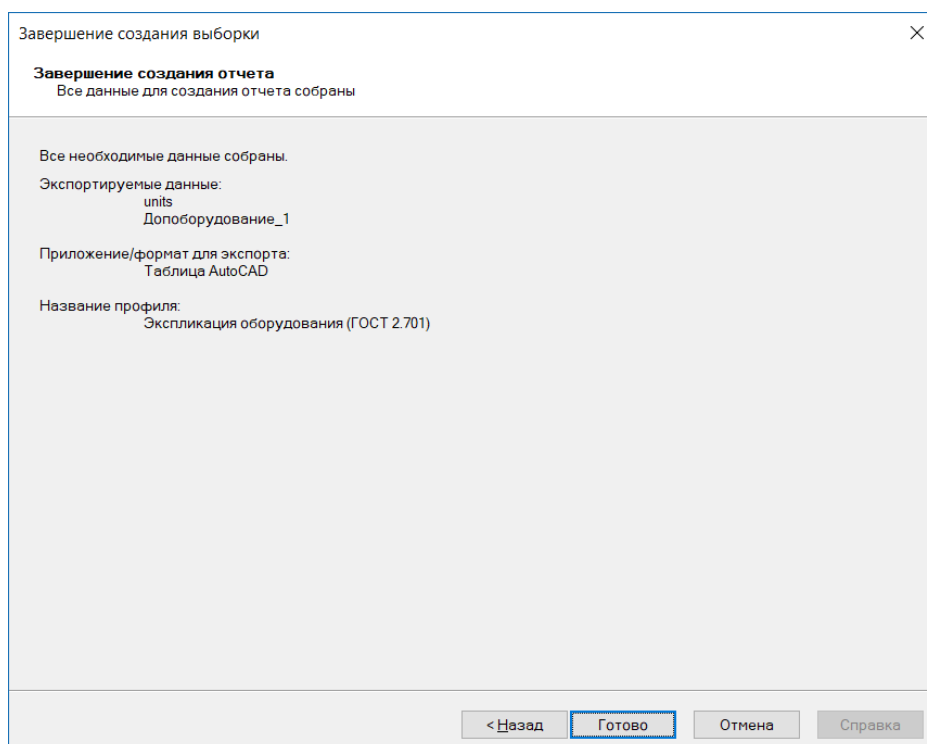 Завершение создания выборки
Завершение создания отчета
Все данные для создания отчета собраны
Все необходимые данные собраны.
Экспортируемые данные:
units
Допоборудование_1
Приложение/формат для экспорта:
Таблица AutoCAD
Название профиля:
Экспликация оборудования (ГОСТ 2.701)
< Назад Готово Отмена Справка